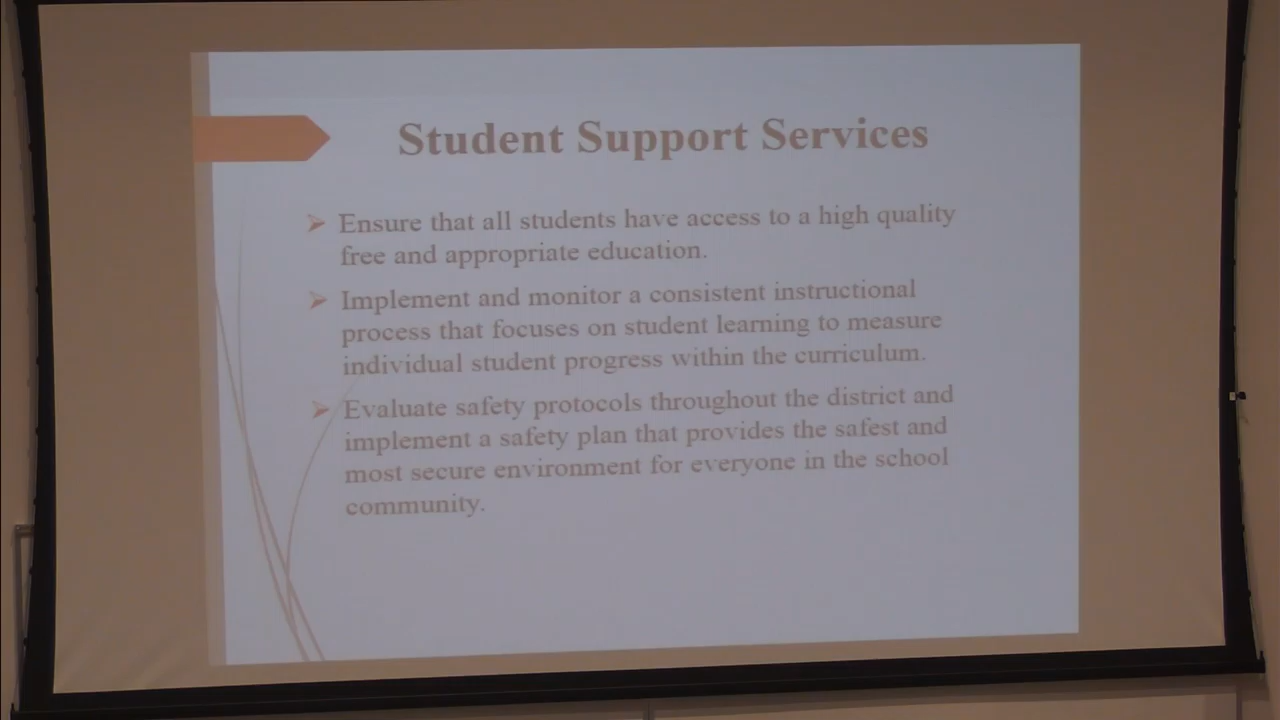 Student Support Services
Ensure that all students have access to a high quality
free and appropriate education.
Implement and monitor a consistent instructional
process that focuses on student learning to measure
individual student progress within the curriculum.
Evaluate safety protocols throughout the district and
implement a safety plan that provides the safest and
most secure environment for everyone in the school
community.